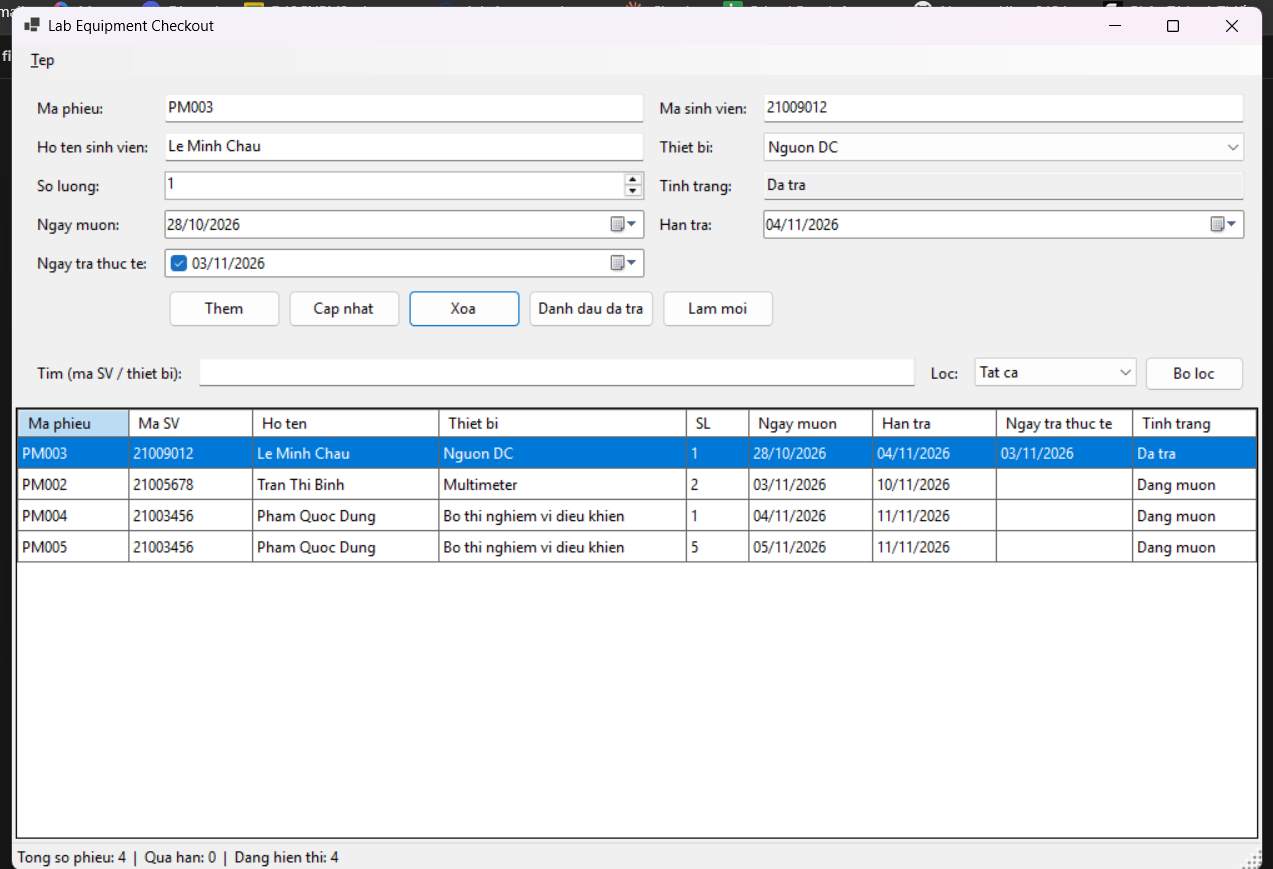 Lab Equipment Checkout
Tep
Ma phieu: PM003 Ma sinh vien: 21009012
Ho ten sinh vien: Le Minh Chau Thiet bi: Nguon DC
So luong: 1 Tinh trang: Da tra
Ngay muon: 28/10/2026 Han tra: 04/11/2026
Ngay tra thuc te: 03/11/2026
Them Cap nhat Xoa Danh dau da tra Lam moi
Tim (ma SV / thiet bi): Loc: Tat ca Bo loc
Ma phieu Ma SV Ho ten Thiet bi SL Ngay muon Han tra Ngay tra thuc te Tinh trang
PM003 21009012 Le Minh Chau Nguon DC 1 28/10/2026 04/11/2026 03/11/2026 Da tra
PM002 21005678 Tran Thi Binh Multimeter 2 03/11/2026 10/11/2026 Dang muon
PM004 21003456 Pham Quoc Dung Bo thi nghiem vi dieu khien 1 04/11/2026 11/11/2026 Dang muon
PM005 21003456 Pham Quoc Dung Bo thi nghiem vi dieu khien 5 05/11/2026 11/11/2026 Dang muon
Tong so phieu: 4 | Qua han: 0 | Dang hien thi: 4